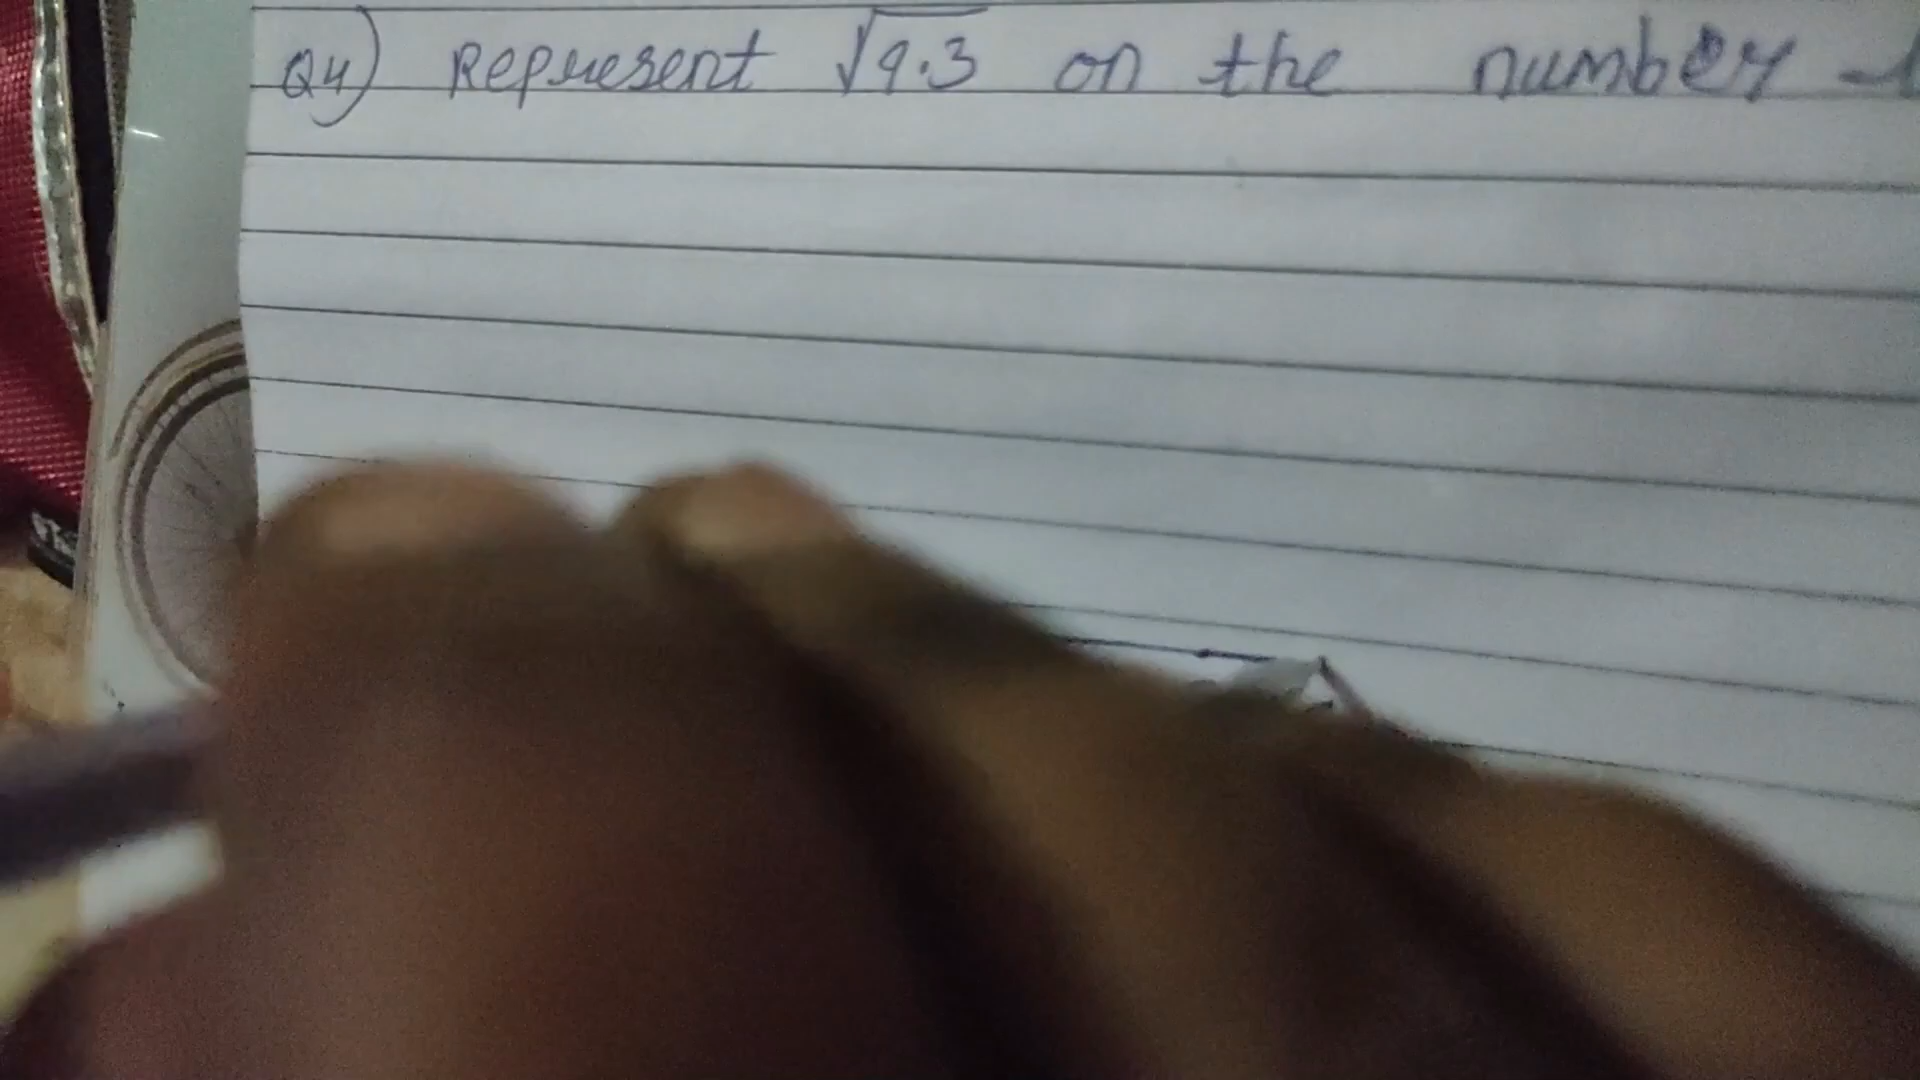 Q4) Represent √9.3 on the number